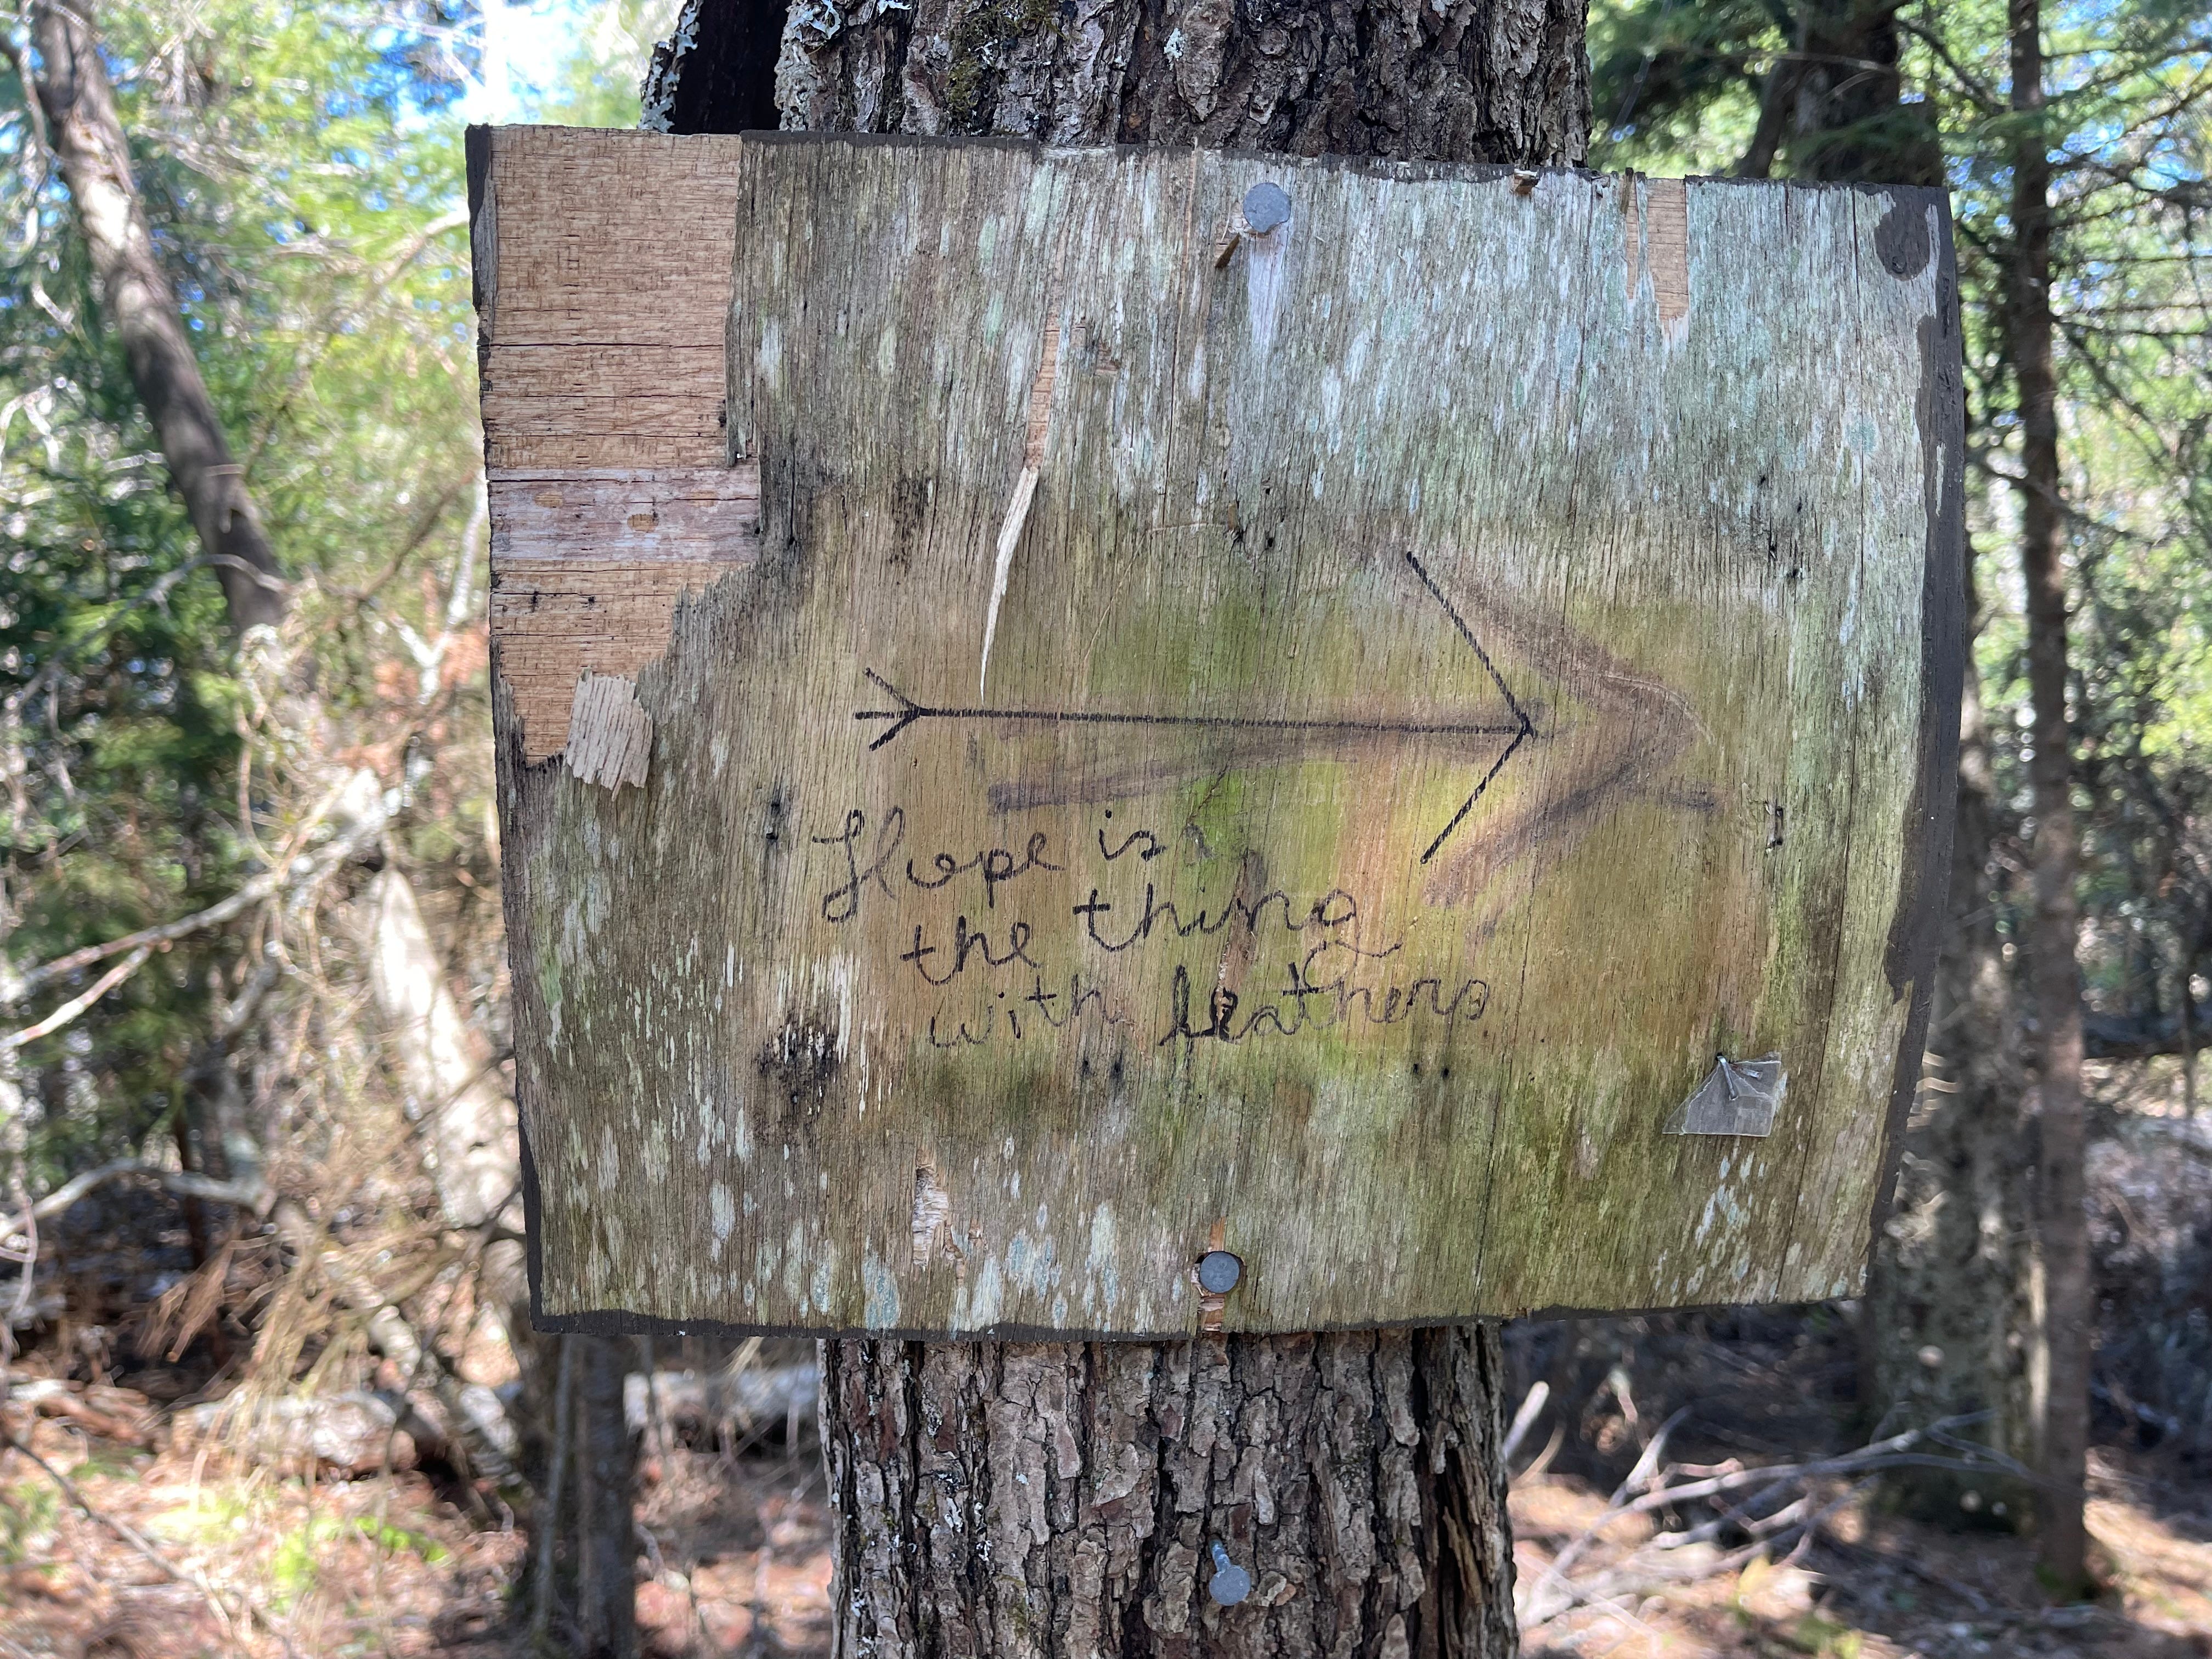 Hope is
the thing
with feathers